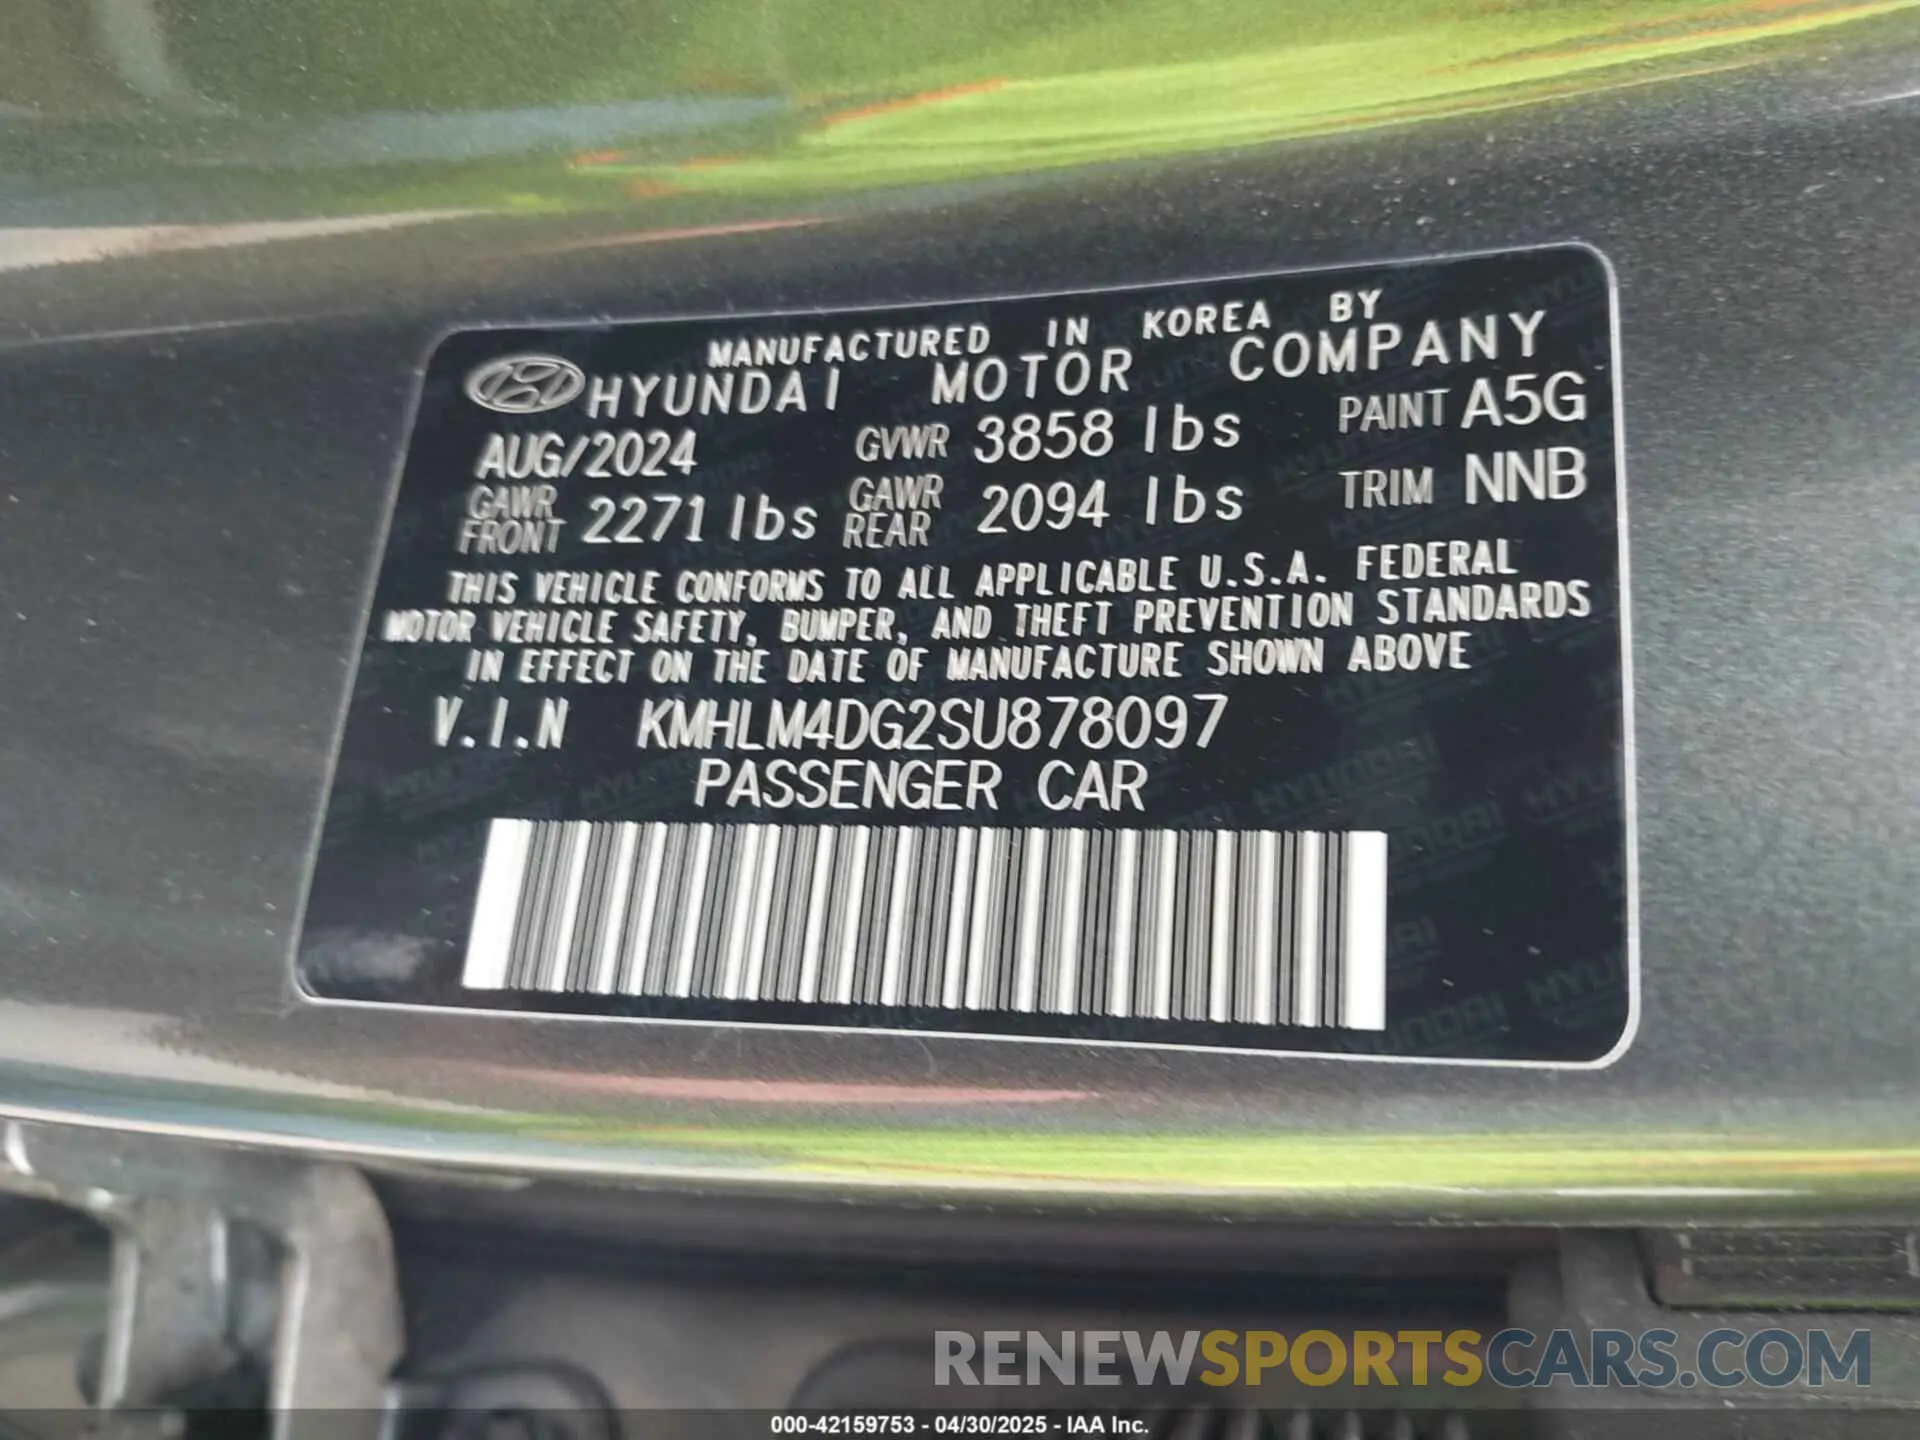 MANUFACTURED IN KOREA BY
HYUNDAI MOTOR COMPANY
AUG/2024 GVWR 3858 lbs PAINT A5G
GAWR FRONT 2271 lbs GAWR REAR 2094 lbs TRIM NNB
THIS VEHICLE CONFORMS TO ALL APPLICABLE U.S.A. FEDERAL
MOTOR VEHICLE SAFETY, BUMPER, AND THEFT PREVENTION STANDARDS
IN EFFECT ON THE DATE OF MANUFACTURE SHOWN ABOVE
V.I.N KMHLM4DG2SU878097
PASSENGER CAR
RENEWSPORTSCARS.COM
000-42159753 - 04/30/2025 - IAA Inc.